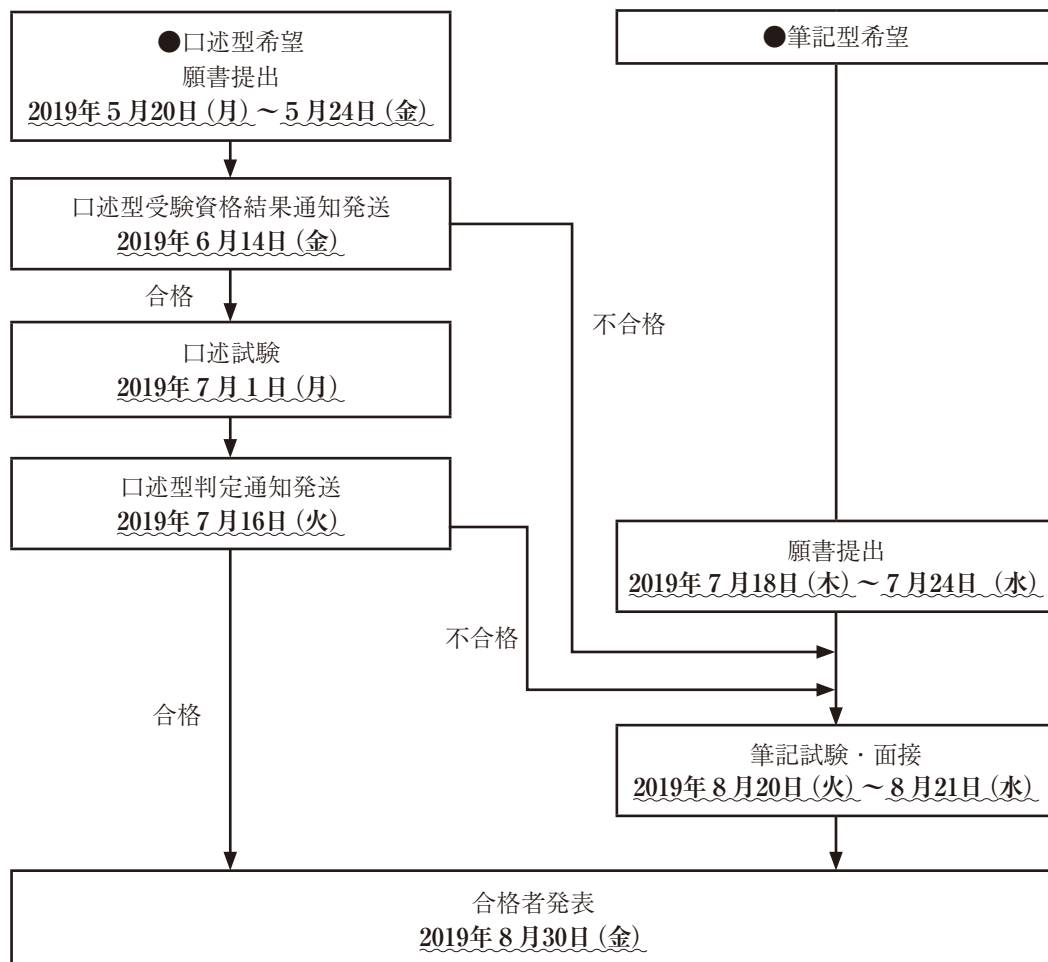 ●口述型希望
願書提出
2019年5月20日(月)～5月24日(金)
●筆記型希望
口述型受験資格結果通知発送
2019年6月14日(金)
合格
不合格
口述試験
2019年7月1日(月)
口述型判定通知発送
2019年7月16日(火)
願書提出
2019年7月18日(木)～7月24日(水)
不合格
合格
筆記試験・面接
2019年8月20日(火)～8月21日(水)
合格者発表
2019年8月30日(金)